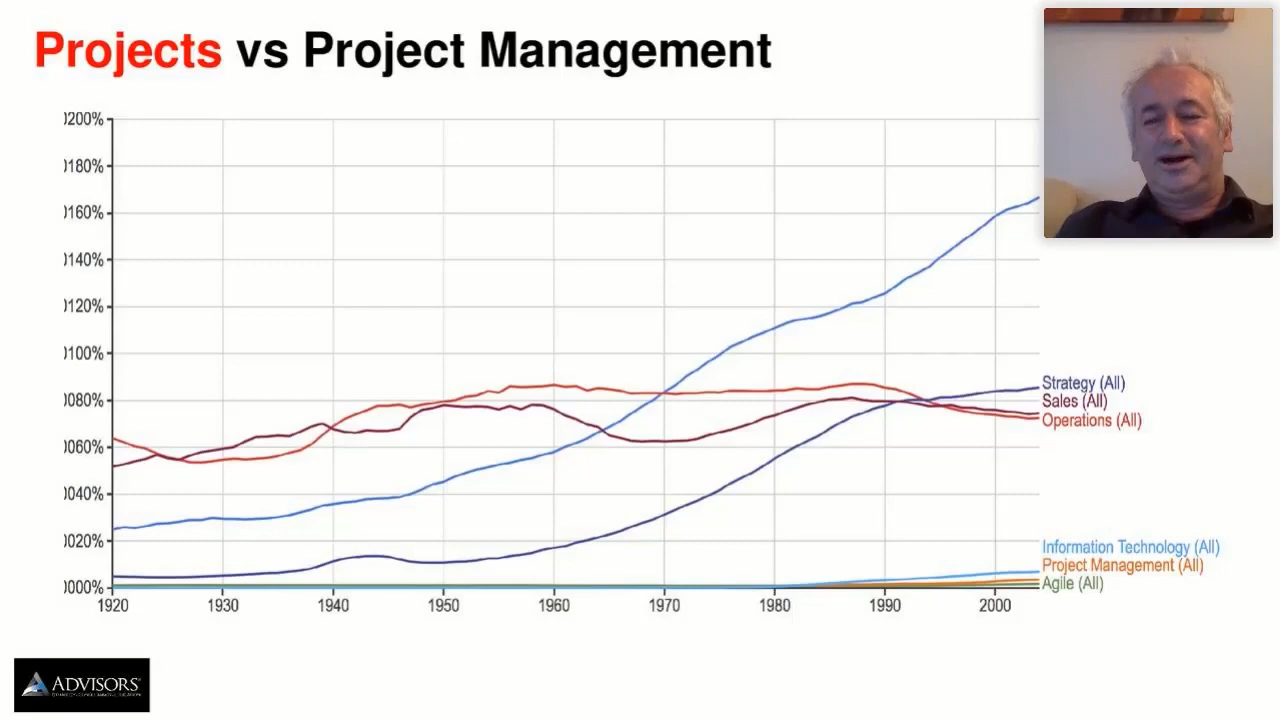 Projects vs Project Management
0200%
0180%
0160%
0140%
0120%
0100%
0080%
0060%
0040%
0020%
0000%
1920 1930 1940 1950 1960 1970 1980 1990 2000
Strategy (All)
Sales (All)
Operations (All)
Information Technology (All)
Project Management (All)
Agile (All)
ADVISORS